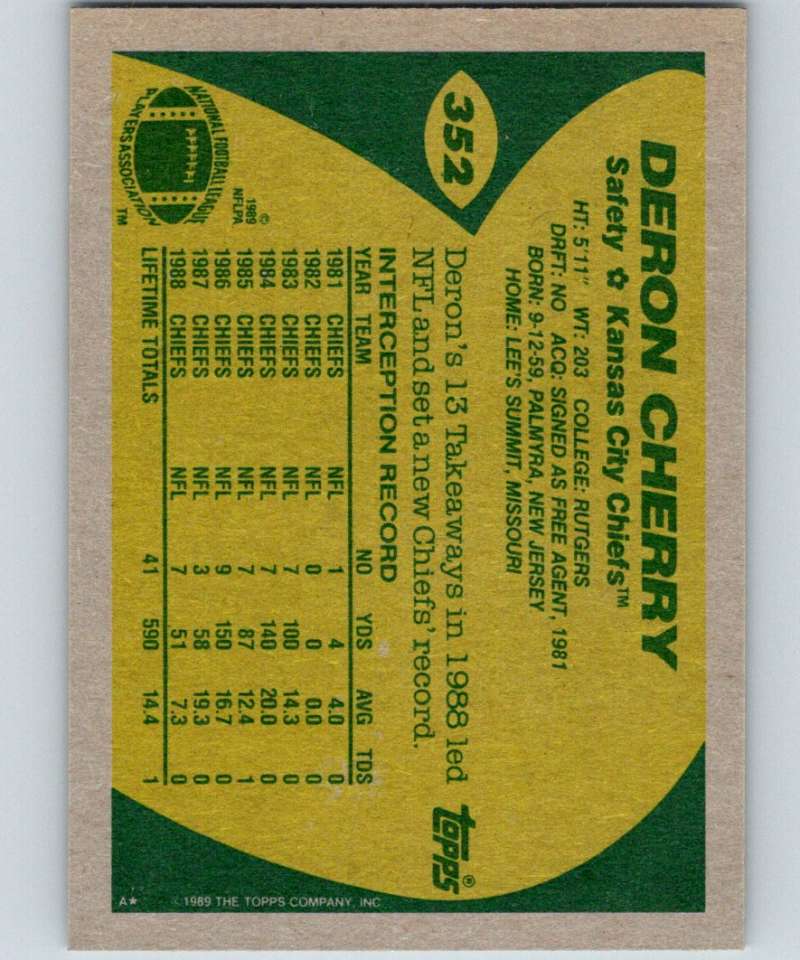 352
DERON CHERRY
Safety ✿ Kansas City Chiefs™
HT: 5'11" WT: 203 COLLEGE: RUTGERS
DRFT: NO ACQ: SIGNED AS FREE AGENT, 1981
BORN: 9-12-59, PALMYRA, NEW JERSEY
HOME: LEE'S SUMMIT, MISSOURI
Deron's 13 Takeaways in 1988 led
NFL and set a new Chiefs' record.
topps®
INTERCEPTION RECORD
YEAR TEAM NO YDS AVG TDS
1981 CHIEFS NFL 1 4 4.0 0
1982 CHIEFS NFL 0 0 0.0 0
1983 CHIEFS NFL 7 100 14.3 0
1984 CHIEFS NFL 7 140 20.0 0
1985 CHIEFS NFL 7 87 12.4 1
1986 CHIEFS NFL 9 150 16.7 0
1987 CHIEFS NFL 3 58 19.3 0
1988 CHIEFS NFL 7 51 7.3 0
LIFETIME TOTALS 41 590 14.4 1
NATIONAL FOOTBALL LEAGUE
PLAYERS ASSOCIATION
™
©
1989
NFLPA
A★ 1989 THE TOPPS COMPANY, INC